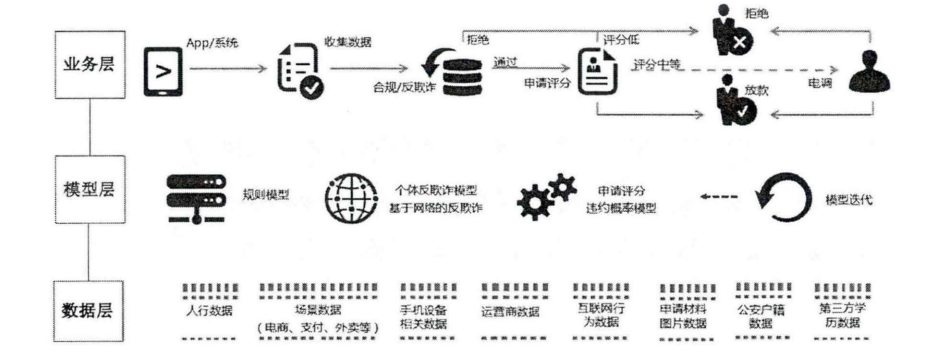 业务层
App/系统
收集数据
合规/反欺诈
拒绝
通过
申请评分
评分低
评分中等
拒绝
放款
电调
模型层
规则模型
个体反欺诈模型
基于网络的反欺诈
申请评分
违约概率模型
模型迭代
数据层
人行数据
场景数据
（电商、支付、外卖等）
手机设备
相关数据
运营商数据
互联网行
为数据
申请材料
图片数据
公安户籍
数据
第三方学
历数据